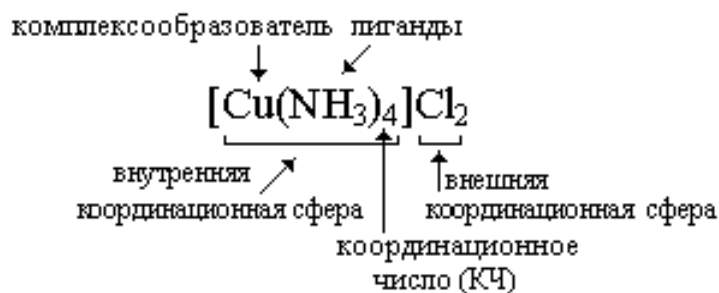 комплексообразователь лиганды
[Cu(NH₃)₄]Cl₂
внутренняя
координационная сфера
внешняя
координационная сфера
координационное
число (КЧ)